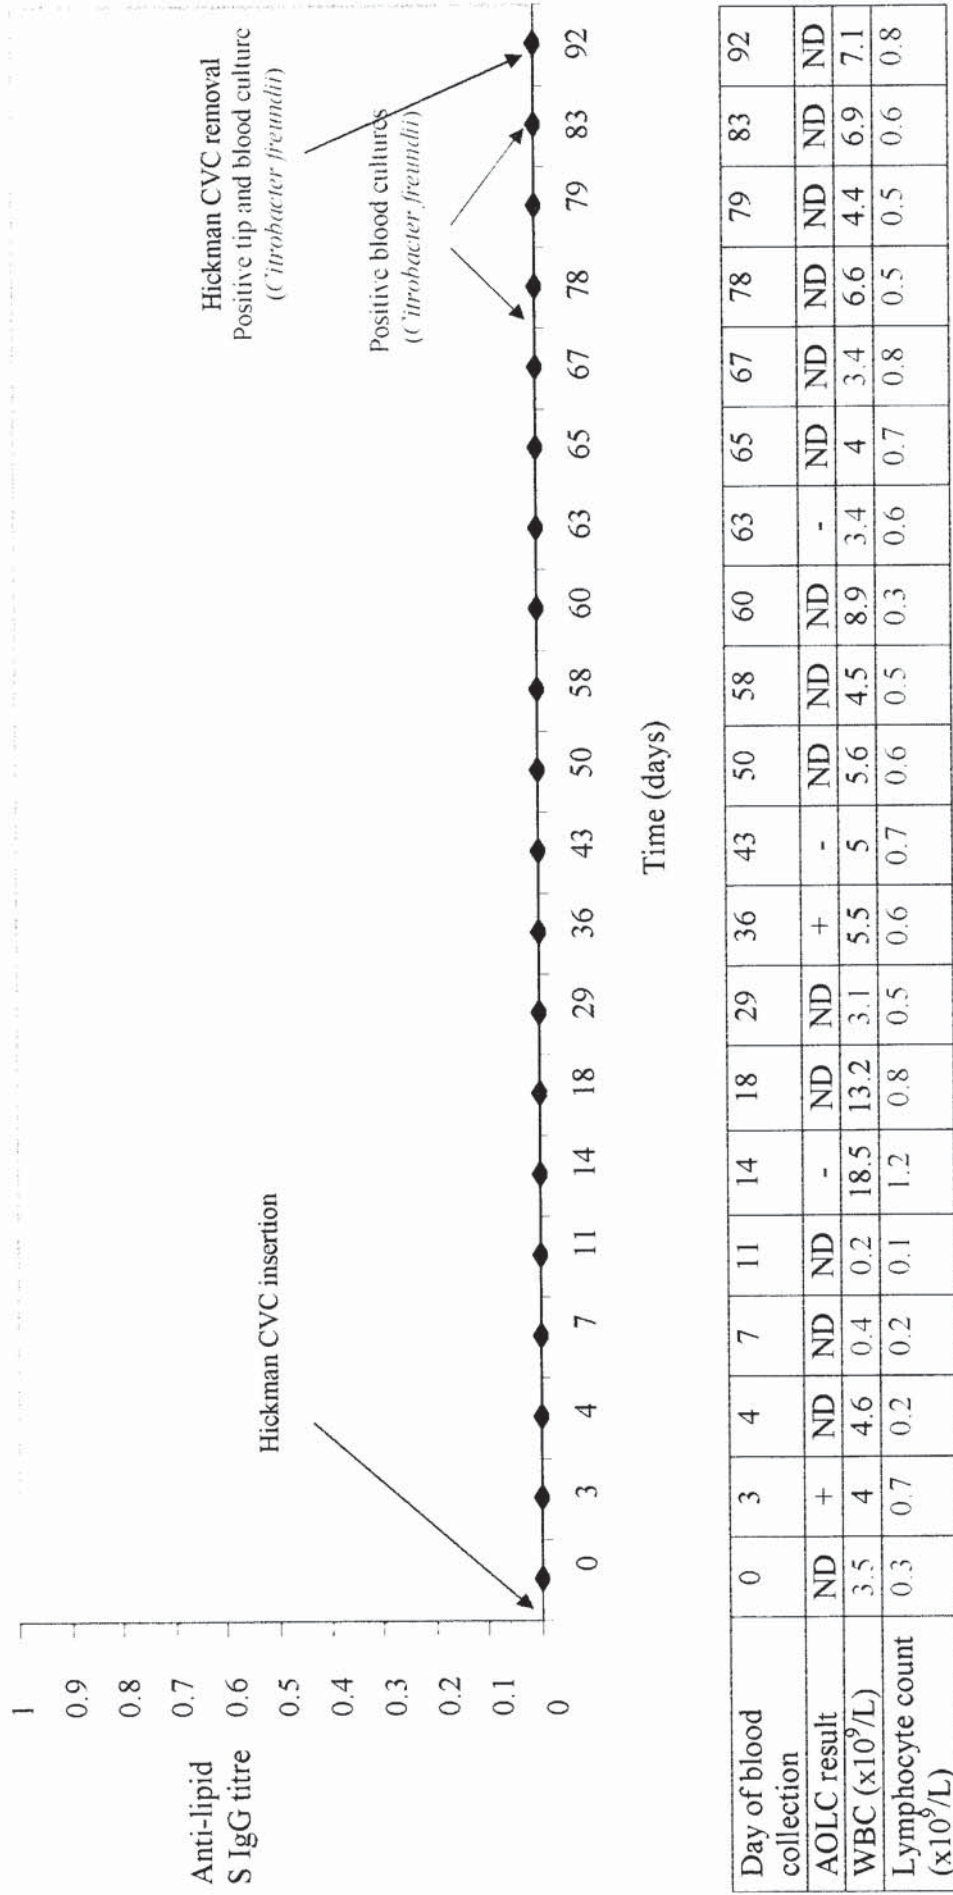 1
0.9
0.8
0.7
0.6
0.5
0.4
0.3
0.2
0.1
0
Anti-lipid
S IgG titre
Hickman CVC insertion
Hickman CVC removal
Positive tip and blood culture
(Citrobacter freundii)
Positive blood cultures
(Citrobacter freundii)
0 3 4 7 11 14 18 29 36 43 50 58 60 63 65 67 78 79 83 92
Time (days)
Day of blood collection 0 3 4 7 11 14 18 29 36 43 50 58 60 63 65 67 78 79 83 92
AOLC result ND + ND ND ND - ND ND + - ND ND ND - ND ND ND ND ND ND
WBC (x10⁹/L) 3.5 4 4.6 0.4 0.2 18.5 13.2 3.1 5.5 5 5.6 4.5 8.9 3.4 4 3.4 6.6 4.4 6.9 7.1
Lymphocyte count (x10⁹/L) 0.3 0.7 0.2 0.2 0.1 1.2 0.8 0.5 0.6 0.7 0.6 0.5 0.3 0.6 0.7 0.8 0.5 0.5 0.6 0.8